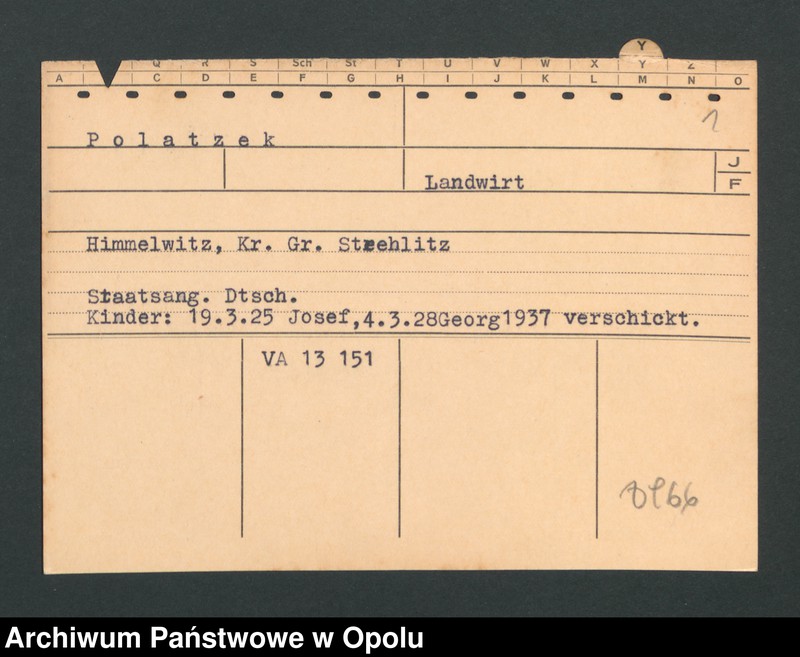 Y
Q R S Sch St T U V W X Y Z
A C D E F G H I J K L M N O
1
Polatzek
Landwirt
J
F
Himmelwitz, Kr. Gr. Strehlitz
Staatsang. Dtsch.
Kinder: 19.3.25 Josef,4.3.28Georg1937 verschickt.
VA 13 151
Archiwum Państwowe w Opolu